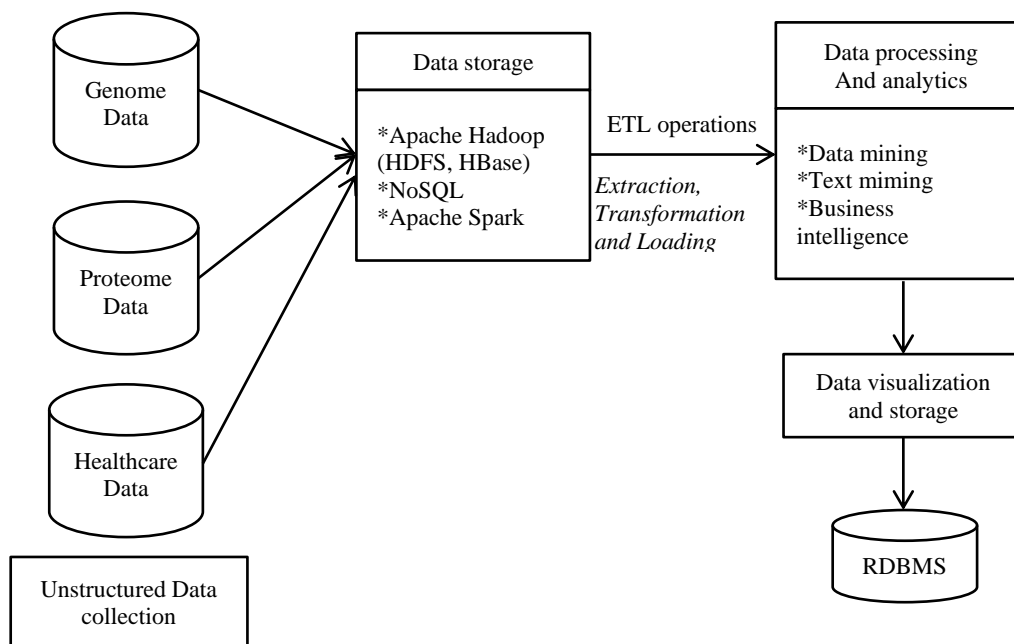 Genome
Data
Proteome
Data
Healthcare
Data
Unstructured Data
collection
Data storage
*Apache Hadoop
(HDFS, HBase)
*NoSQL
*Apache Spark
ETL operations
Extraction,
Transformation
and Loading
Data processing
And analytics
*Data mining
*Text miming
*Business
intelligence
Data visualization
and storage
RDBMS